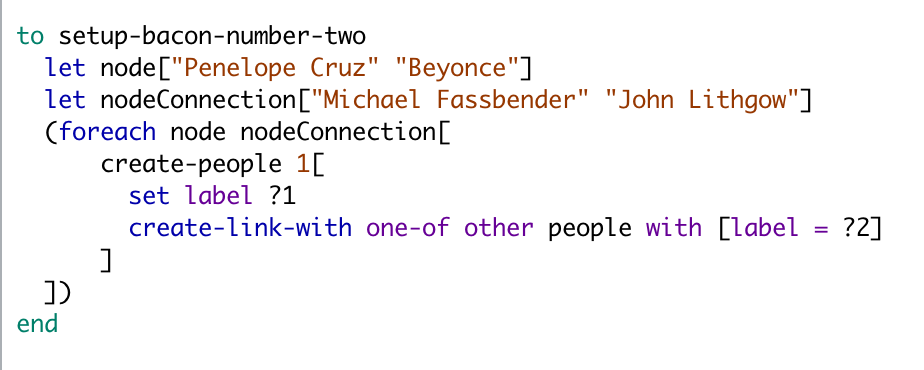 to setup-bacon-number-two
let node["Penelope Cruz" "Beyonce"]
let nodeConnection["Michael Fassbender" "John Lithgow"]
(foreach node nodeConnection[
create-people 1[
set label ?1
create-link-with one-of other people with [label = ?2]
]
])
end